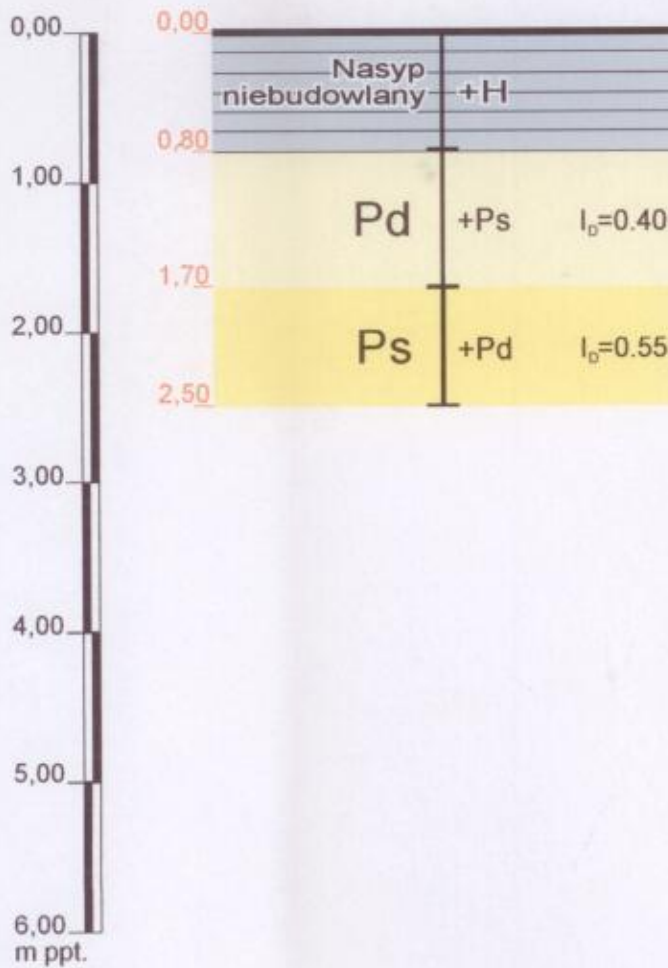 0,00
1,00
2,00
3,00
4,00
5,00
6,00
m ppt.
0,00
0,80
1,70
2,50
Nasyp
niebudowlany +H
Pd +Ps I_D=0.40
Ps +Pd I_D=0.55